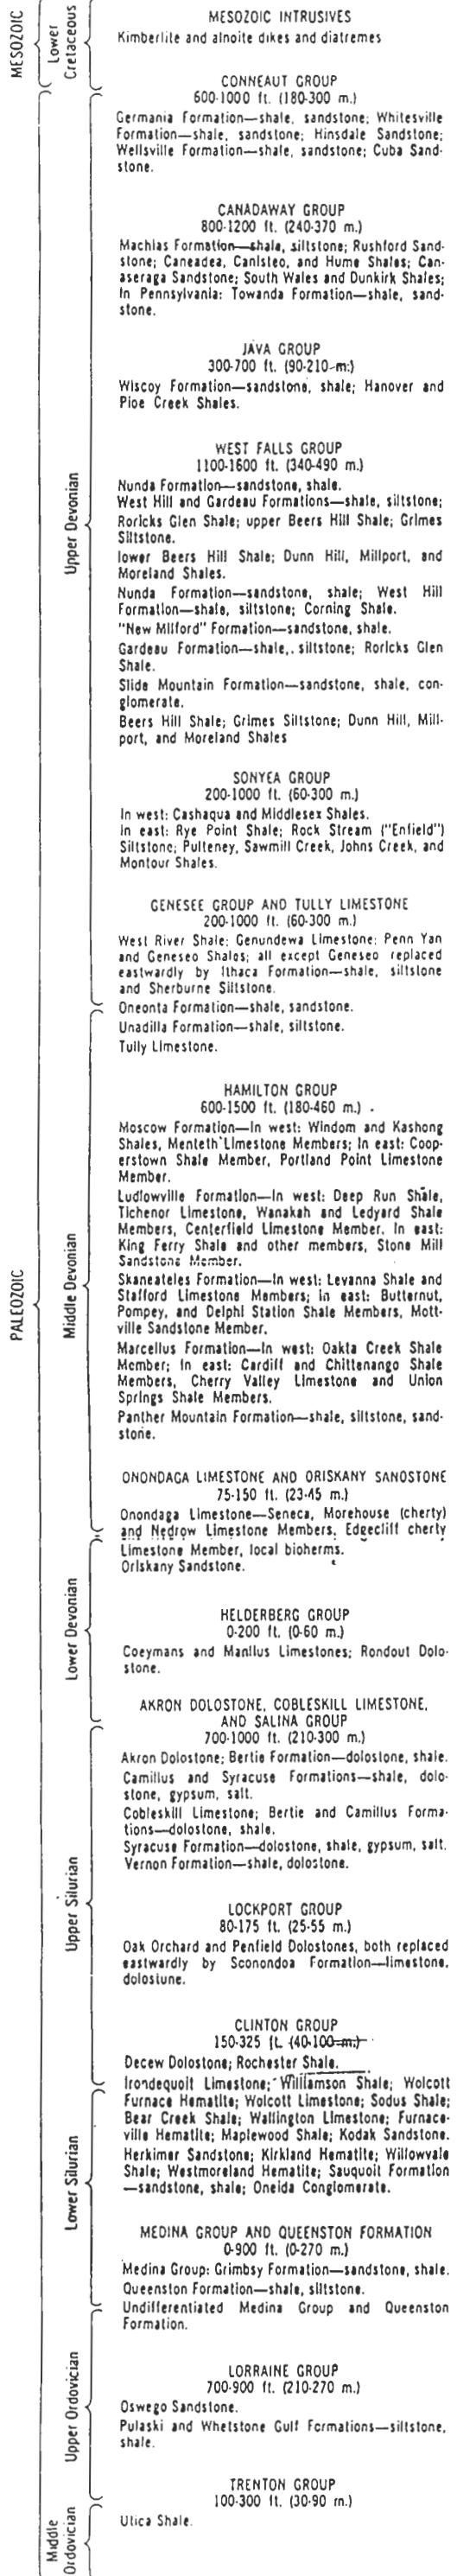 MESOZOIC
Lower
Cretaceous
MESOZOIC INTRUSIVES
Kimberlite and alnoite dikes and diatremes
PALEOZOIC
Upper Devonian
CONNEAUT GROUP
600-1000 ft. (180-300 m.)
Germania Formation—shale, sandstone; Whitesville
Formation—shale, sandstone; Hinsdale Sandstone;
Wellsville Formation—shale, sandstone; Cuba Sand-
stone.
CANADAWAY GROUP
800-1200 ft. (240-370 m.)
Machias Formation—shale, siltstone; Rushford Sand-
stone; Caneadea, Canisteo, and Hume Shales; Can-
aseraga Sandstone; South Wales and Dunkirk Shales;
In Pennsylvania: Towanda Formation—shale, sand-
stone.
JAVA GROUP
300-700 ft. (90-210 m.)
Wiscoy Formation—sandstone, shale; Hanover and
Pipe Creek Shales.
WEST FALLS GROUP
1100-1600 ft. (340-490 m.)
Nunda Formation—sandstone, shale.
West Hill and Gardeau Formations—shale, siltstone;
Roricks Glen Shale; upper Beers Hill Shale; Grimes
Siltstone.
lower Beers Hill Shale; Dunn Hill, Millport, and
Moreland Shales.
Nunda Formation—sandstone, shale; West Hill
Formation—shale, siltstone; Corning Shale.
"New Milford" Formation—sandstone, shale.
Gardeau Formation—shale, siltstone; Roricks Glen
Shale.
Slide Mountain Formation—sandstone, shale, con-
glomerate.
Beers Hill Shale; Grimes Siltstone; Dunn Hill, Mill-
port, and Moreland Shales
SONYEA GROUP
200-1000 ft. (60-300 m.)
In west: Cashaqua and Middlesex Shales.
In east: Rye Point Shale; Rock Stream ("Enfield")
Siltstone; Pulteney, Sawmill Creek, Johns Creek, and
Montour Shales.
GENESEE GROUP AND TULLY LIMESTONE
200-1000 ft. (60-300 m.)
West River Shale; Genundewa Limestone; Penn Yan
and Geneseo Shales; all except Geneseo replaced
eastwardly by Ithaca Formation—shale, siltstone
and Sherburne Siltstone.
Oneonta Formation—shale, sandstone.
Unadilla Formation—shale, siltstone.
Tully Limestone.
Middle Devonian
HAMILTON GROUP
600-1500 ft. (180-460 m.)
Moscow Formation—In west: Windom and Kashong
Shales, Menteth Limestone Members; In east: Coop-
erstown Shale Member, Portland Point Limestone
Member.
Ludlowville Formation—In west: Deep Run Shale,
Tichenor Limestone, Wanakah and Ledyard Shale
Members, Centerfield Limestone Member. In east:
King Ferry Shale and other members, Stone Mill
Sandstone Member.
Skaneateles Formation—In west: Levanna Shale and
Stafford Limestone Members; In east: Butternut,
Pompey, and Delphi Station Shale Members, Mott-
ville Sandstone Member.
Marcellus Formation—In west: Oakta Creek Shale
Member; In east: Cardiff and Chittenango Shale
Members, Cherry Valley Limestone and Union
Springs Shale Members.
Panther Mountain Formation—shale, siltstone, sand-
stone.
ONONDAGA LIMESTONE AND ORISKANY SANDSTONE
75-150 ft. (23-45 m.)
Onondaga Limestone—Seneca, Morehouse (cherty)
and Nedrow Limestone Members, Edgecliff cherty
Limestone Member, local bioherms.
Oriskany Sandstone.
Lower Devonian
HELDERBERG GROUP
0-200 ft. (0-60 m.)
Coeymans and Manlius Limestones; Rondout Dolo-
stone.
Upper Silurian
AKRON DOLOSTONE, COBLESKILL LIMESTONE,
AND SALINA GROUP
700-1000 ft. (210-300 m.)
Akron Dolostone; Bertie Formation—dolostone, shale.
Camillus and Syracuse Formations—shale, dolo-
stone, gypsum, salt.
Cobleskill Limestone; Bertie and Camillus Forma-
tions—dolostone, shale.
Syracuse Formation—dolostone, shale, gypsum, salt.
Vernon Formation—shale, dolostone.
LOCKPORT GROUP
80-175 ft. (25-55 m.)
Oak Orchard and Penfield Dolostones, both replaced
eastwardly by Sconondoa Formation—limestone,
dolostone.
CLINTON GROUP
150-325 ft. (40-100 m.)
Decew Dolostone; Rochester Shale.
Lower Silurian
Irondequoit Limestone; Williamson Shale; Wolcott
Furnace Hematite; Wolcott Limestone; Sodus Shale;
Bear Creek Shale; Wallington Limestone; Furnace-
ville Hematite; Maplewood Shale; Kodak Sandstone.
Herkimer Sandstone; Kirkland Hematite; Willowvale
Shale; Westmoreland Hematite; Sauquoit Formation
—sandstone, shale; Oneida Conglomerate.
MEDINA GROUP AND QUEENSTON FORMATION
0-900 ft. (0-270 m.)
Medina Group: Grimbsy Formation—sandstone, shale.
Queenston Formation—shale, siltstone.
Undifferentiated Medina Group and Queenston
Formation.
Upper Ordovician
LORRAINE GROUP
700-900 ft. (210-270 m.)
Oswego Sandstone.
Pulaski and Whetstone Gulf Formations—siltstone,
shale.
Middle
Ordovician
TRENTON GROUP
100-300 ft. (30-90 m.)
Utica Shale.